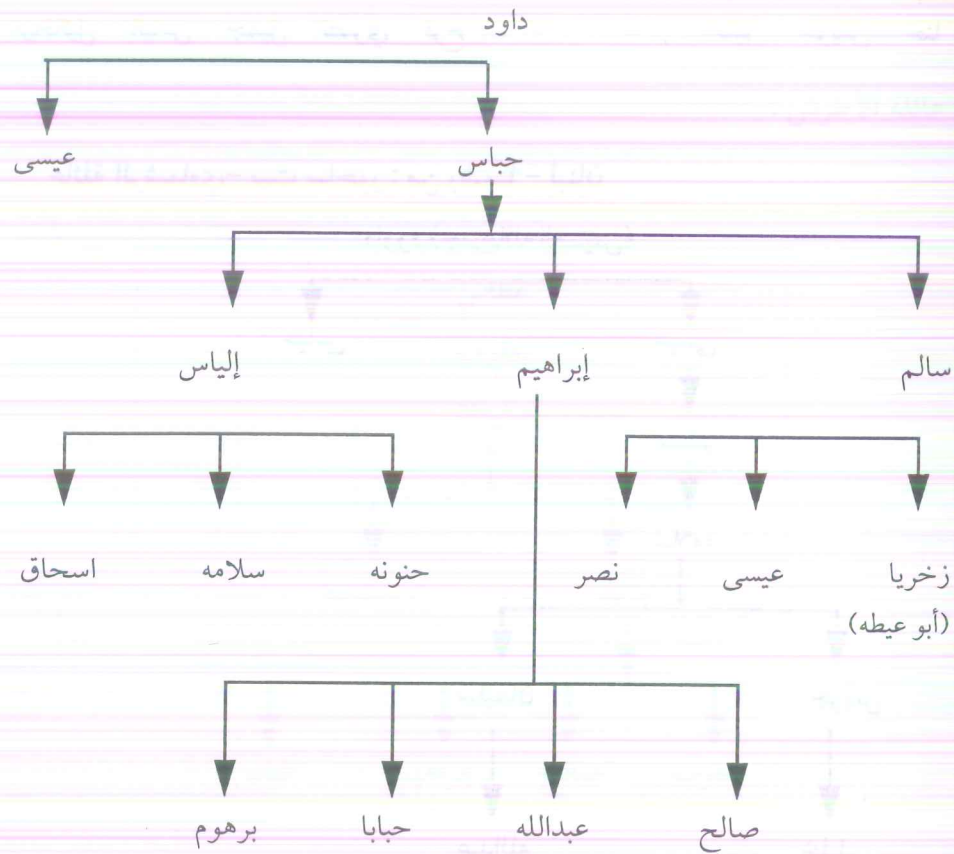 داود
حباس عيسى
سالم إبراهيم إلياس
زخريا عيسى نصر حنونه سلامه اسحاق
(أبو عيطه)
صالح عبدالله حبابا برهوم